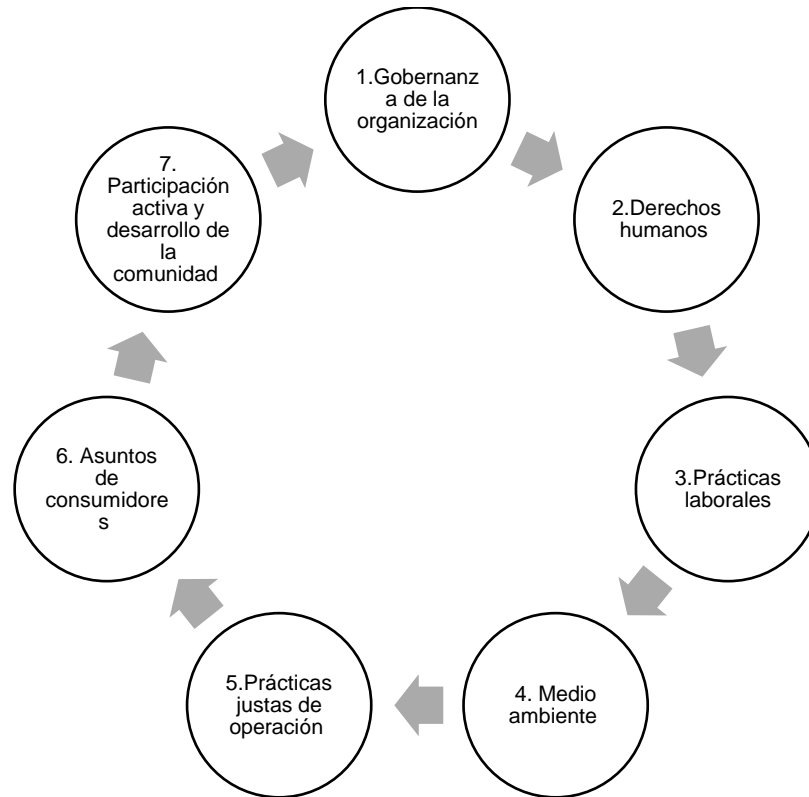 1.Gobernanz
a de la
organización
2.Derechos
humanos
3.Prácticas
laborales
4. Medio
ambiente
5.Prácticas
justas de
operación
6. Asuntos
de
consumidore
s
7.
Participación
activa y
desarrollo de
la
comunidad